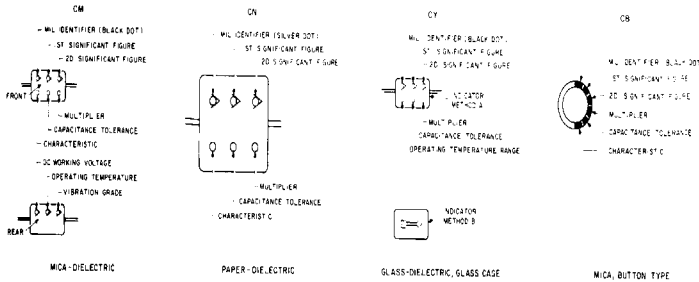 CM
MIL IDENTIFIER (BLACK DOT)
ST SIGNIFICANT FIGURE
2D SIGNIFICANT FIGURE
FRONT
MULTIPLIER
CAPACITANCE TOLERANCE
CHARACTERISTIC
DC WORKING VOLTAGE
OPERATING TEMPERATURE
VIBRATION GRADE
REAR
MICA-DIELECTRIC
CN
MIL IDENTIFIER (SILVER DOT)
ST SIGNIFICANT FIGURE
2D SIGNIFICANT FIGURE
MULTIPLIER
CAPACITANCE TOLERANCE
CHARACTERISTIC
PAPER-DIELECTRIC
CY
MIL IDENTIFIER (BLACK DOT)
ST SIGNIFICANT FIGURE
2D SIGNIFICANT FIGURE
INDICATOR
METHOD A
MULTIPLIER
CAPACITANCE TOLERANCE
OPERATING TEMPERATURE RANGE
INDICATOR
METHOD B
GLASS-DIELECTRIC, GLASS CASE
CB
MIL IDENTIFIER (BLACK DOT)
ST SIGNIFICANT FIGURE
2D SIGNIFICANT FIGURE
MULTIPLIER
CAPACITANCE TOLERANCE
CHARACTERISTIC
MICA, BUTTON TYPE